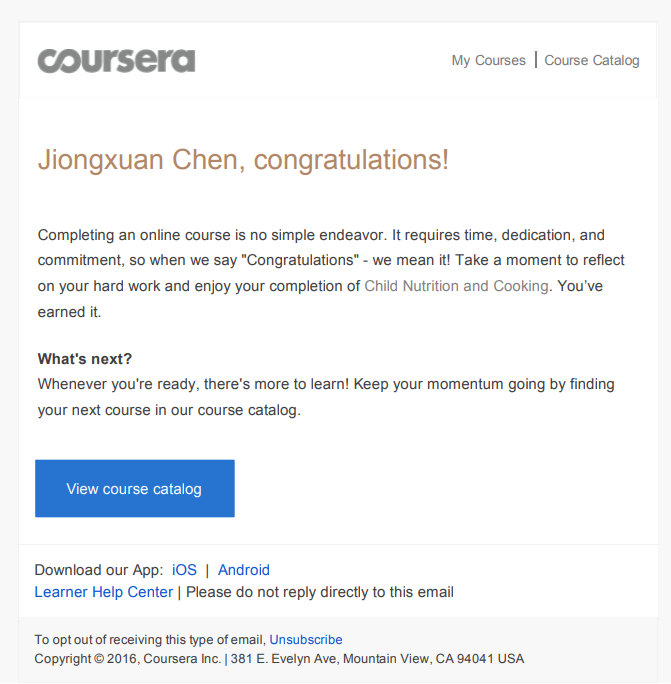 coursera
My Courses | Course Catalog
Jiongxuan Chen, congratulations!
Completing an online course is no simple endeavor. It requires time, dedication, and
commitment, so when we say "Congratulations" - we mean it! Take a moment to reflect
on your hard work and enjoy your completion of Child Nutrition and Cooking. You’ve
earned it.
What's next?
Whenever you're ready, there's more to learn! Keep your momentum going by finding
your next course in our course catalog.
View course catalog
Download our App: iOS | Android
Learner Help Center | Please do not reply directly to this email
To opt out of receiving this type of email, Unsubscribe
Copyright © 2016, Coursera Inc. | 381 E. Evelyn Ave, Mountain View, CA 94041 USA